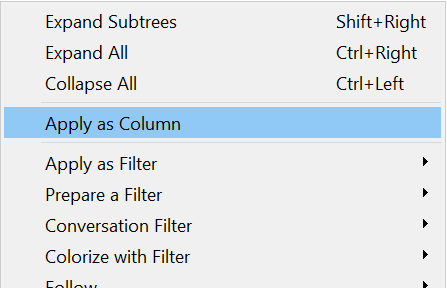 Expand Subtrees Shift+Right
Expand All Ctrl+Right
Collapse All Ctrl+Left
Apply as Column
Apply as Filter
Prepare a Filter
Conversation Filter
Colorize with Filter
Follow